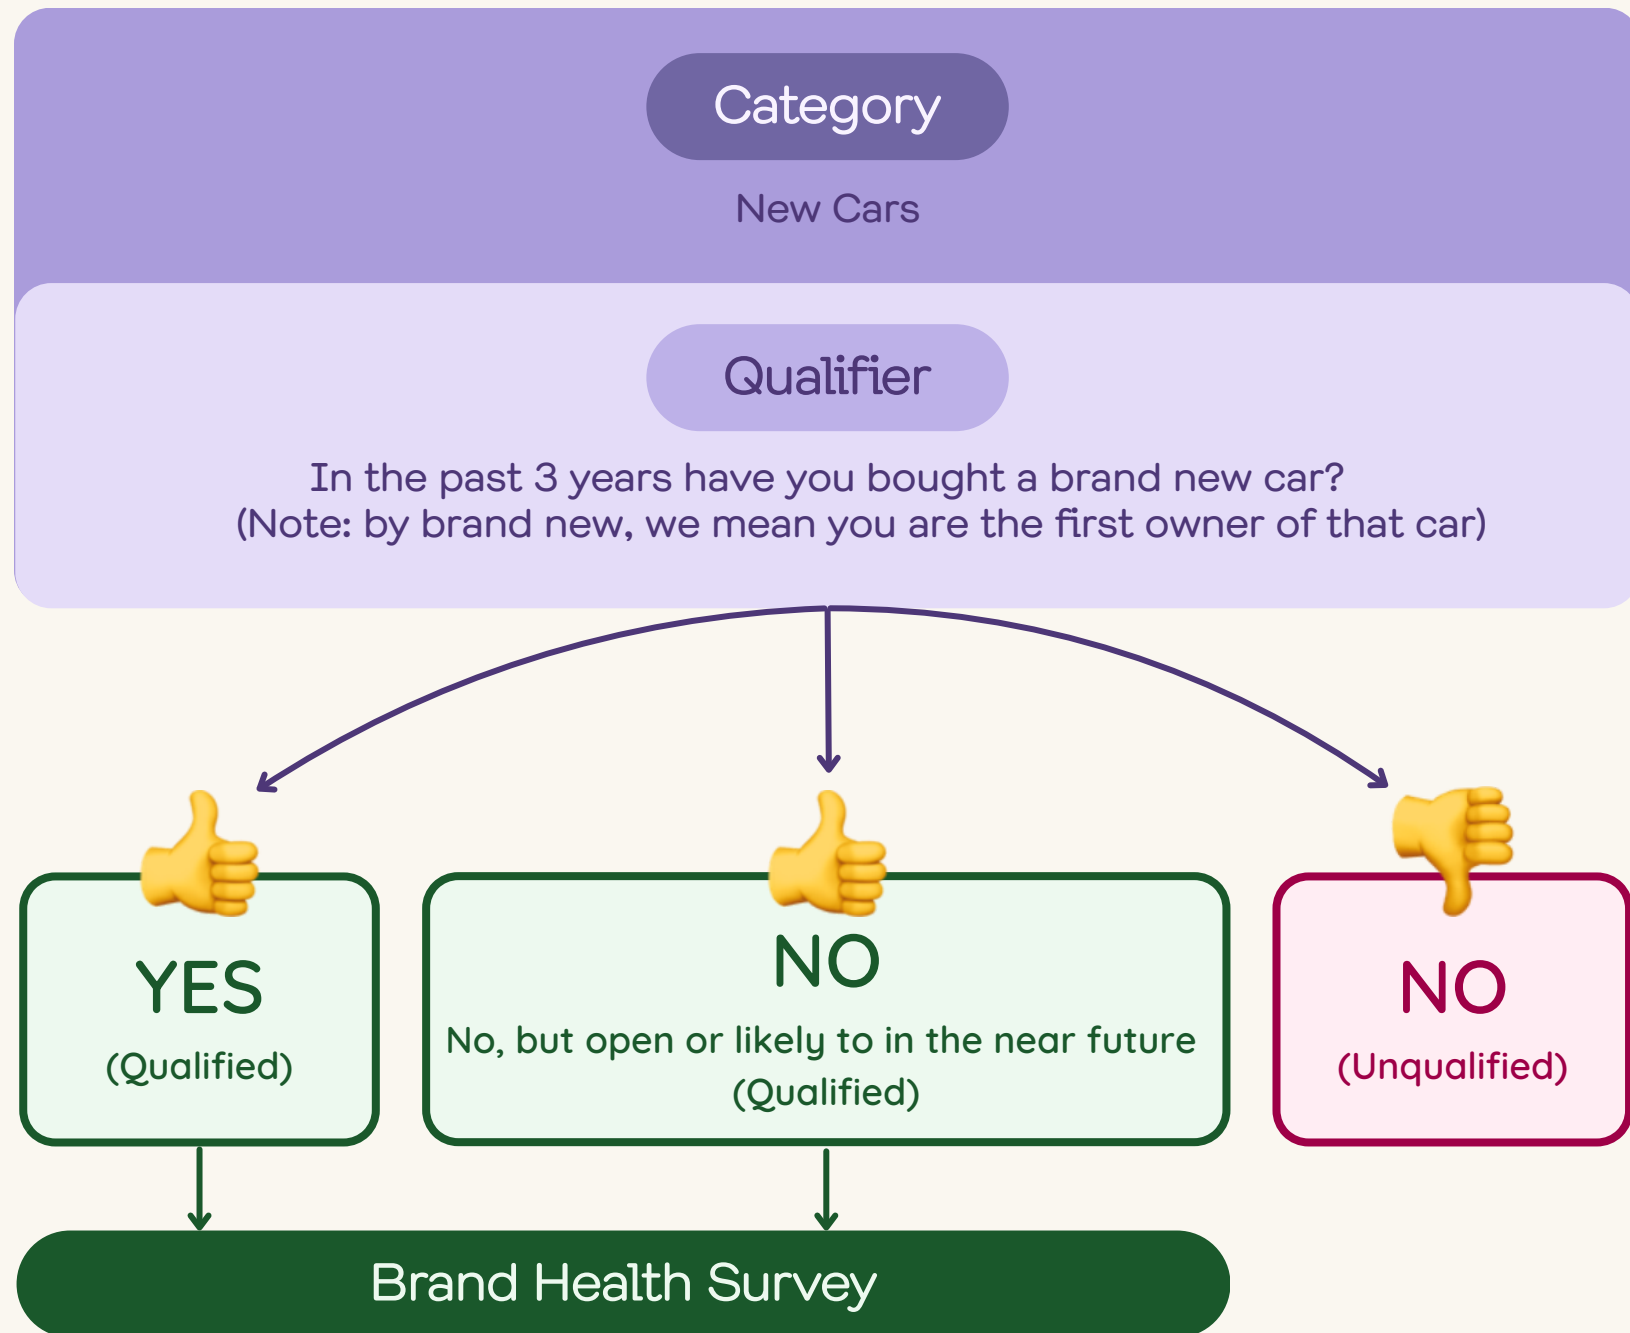 Category
New Cars
Qualifier
In the past 3 years have you bought a brand new car?
(Note: by brand new, we mean you are the first owner of that car)
YES
(Qualified)
NO
No, but open or likely to in the near future
(Qualified)
NO
(Unqualified)
Brand Health Survey